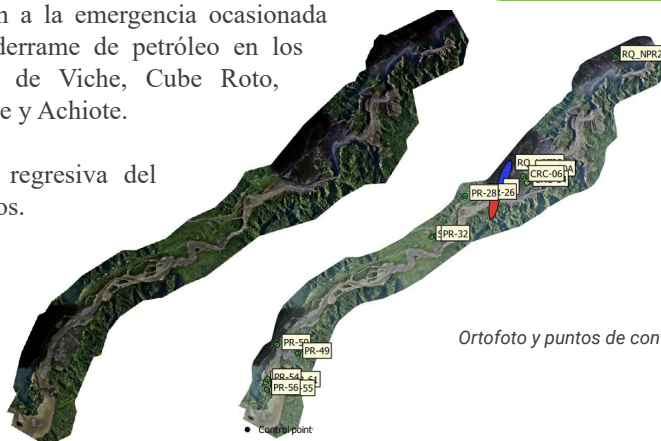 a la emergencia ocasionada
derrame de petróleo en los
de Viche, Cube Roto,
e y Achiote.
regresiva del
os.
RQ_NPR2
CRC-06
PR-28
-26
PR-32
PR-50
PR-49
PR-54
PR-56
-55
Ortofoto y puntos de con
Control point